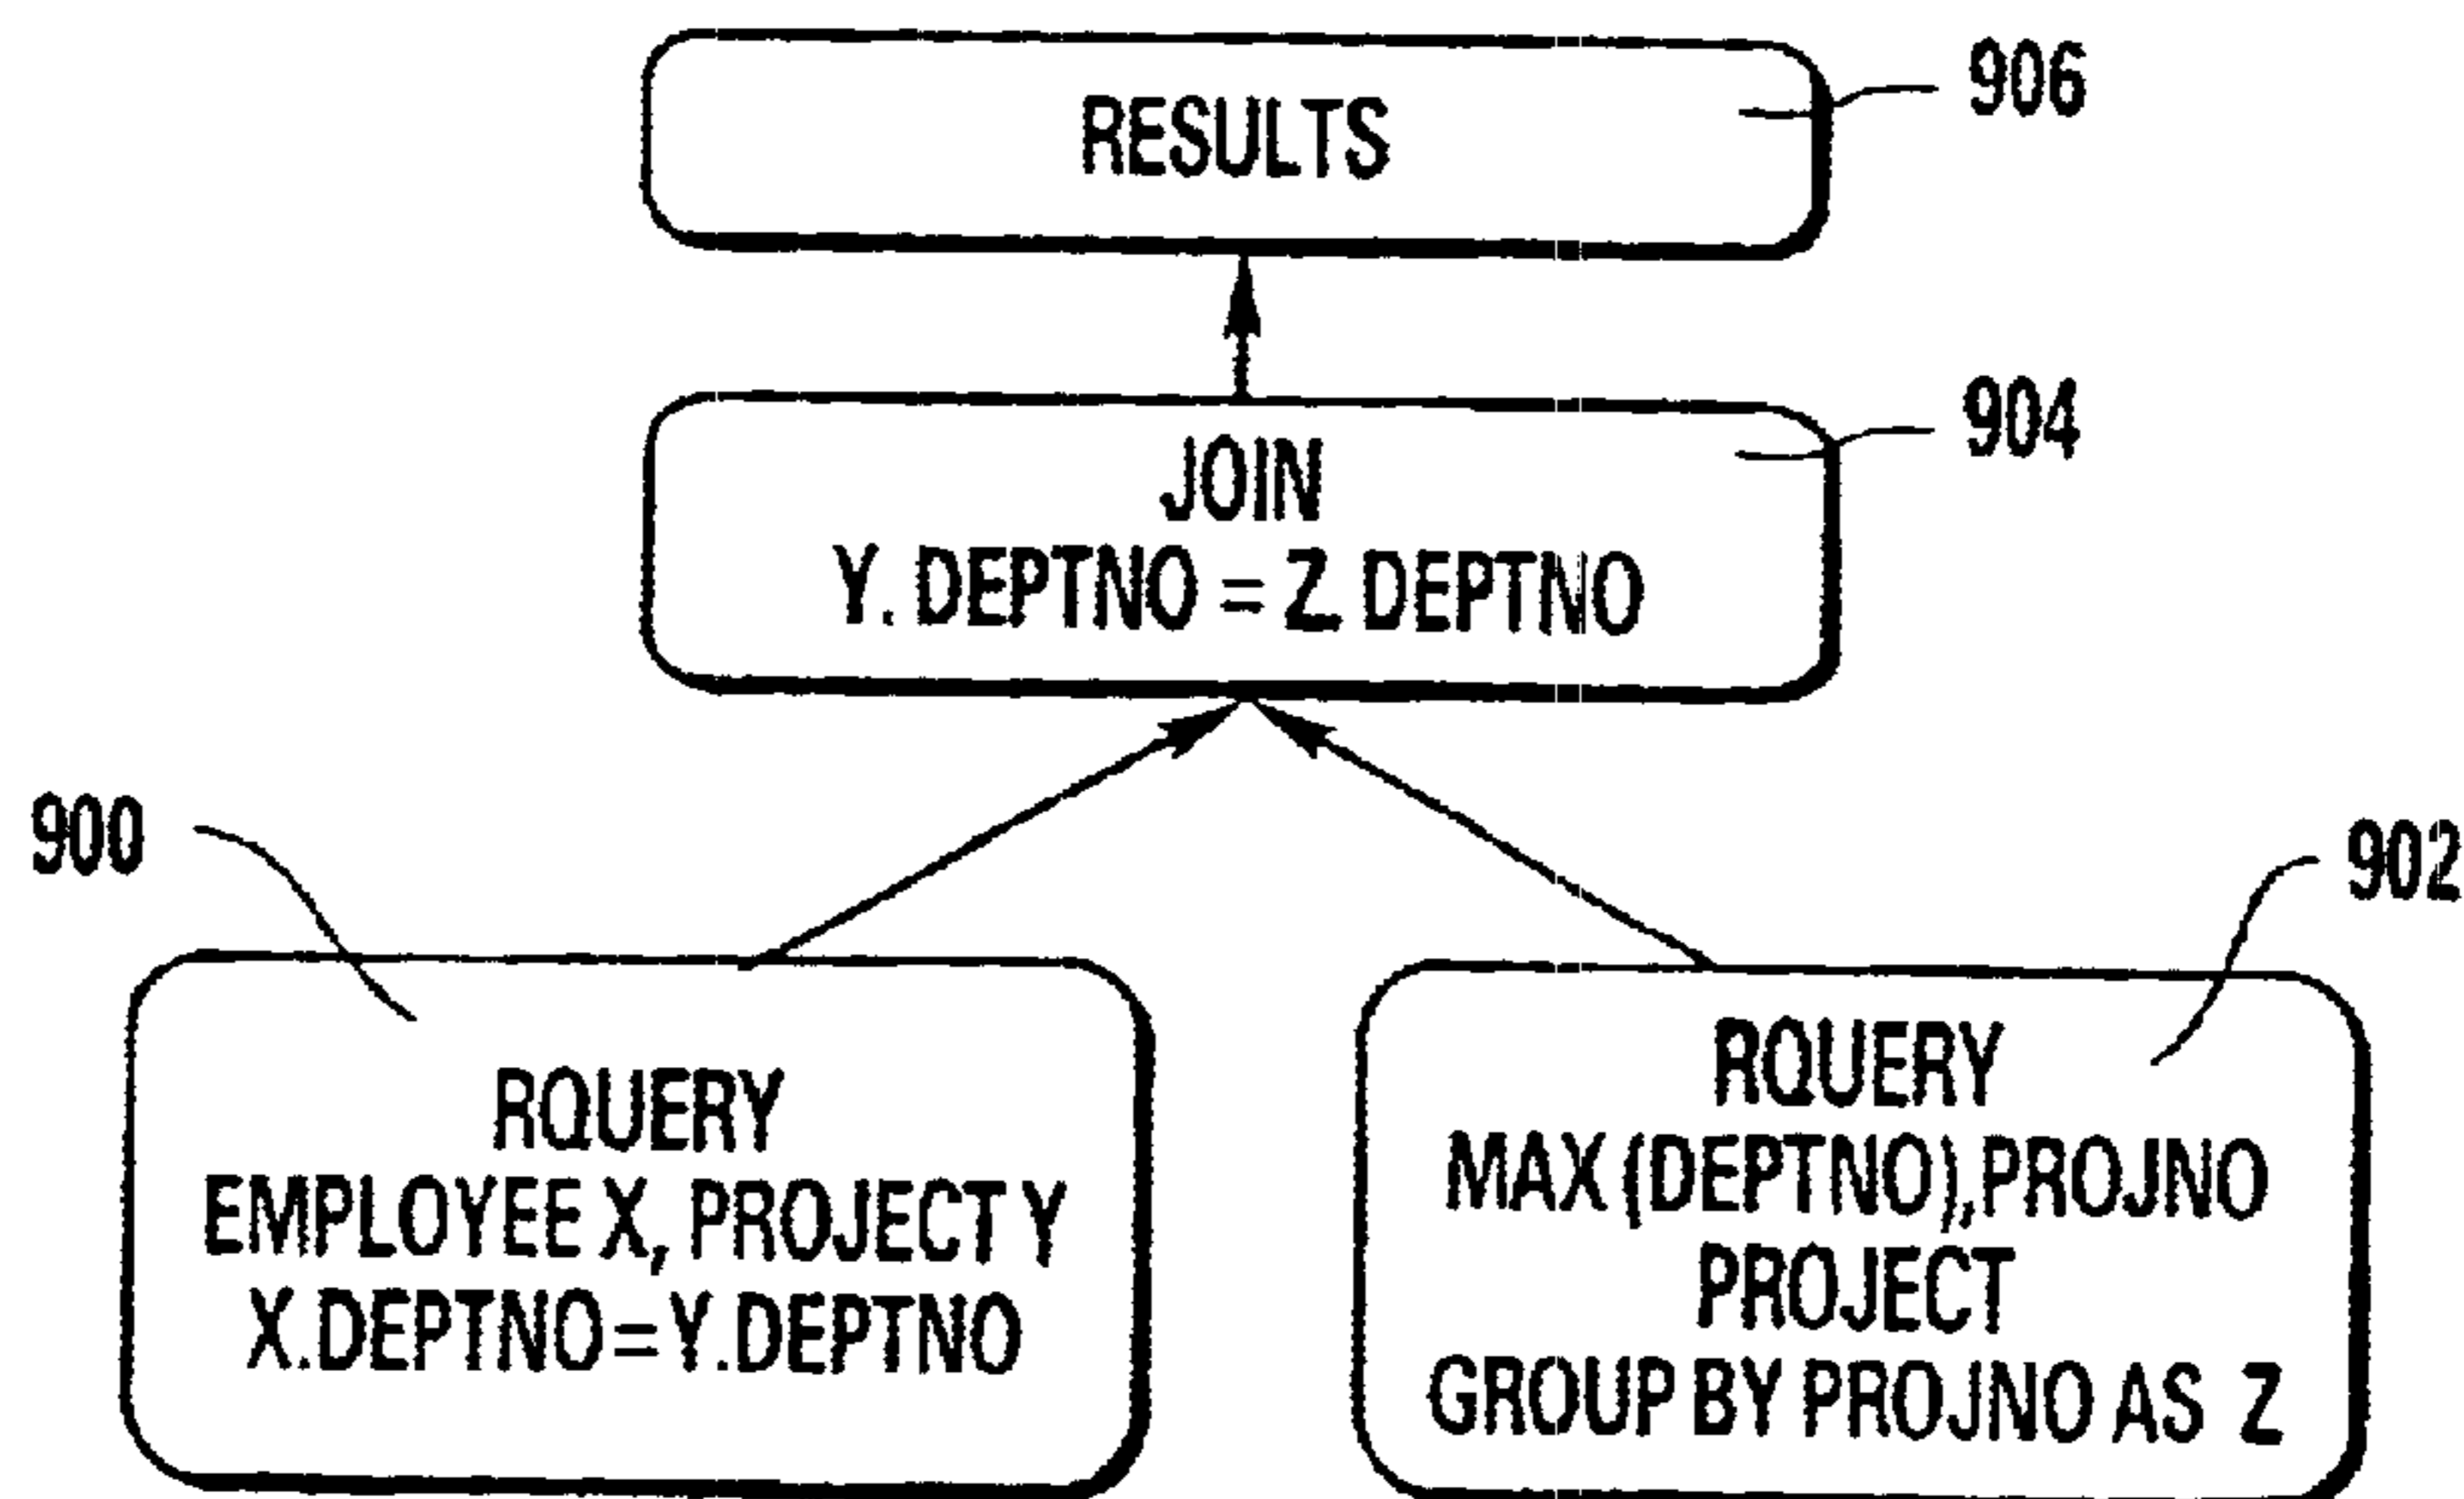 RESULTS
906
JOIN
Y. DEPTNO = Z DEPTNO
904
900
RQUERY
EMPLOYEE X, PROJECT Y
X.DEPTNO=Y.DEPTNO
902
RQUERY
MAX (DEPTNO),PROJNO
PROJECT
GROUP BY PROJNO AS Z